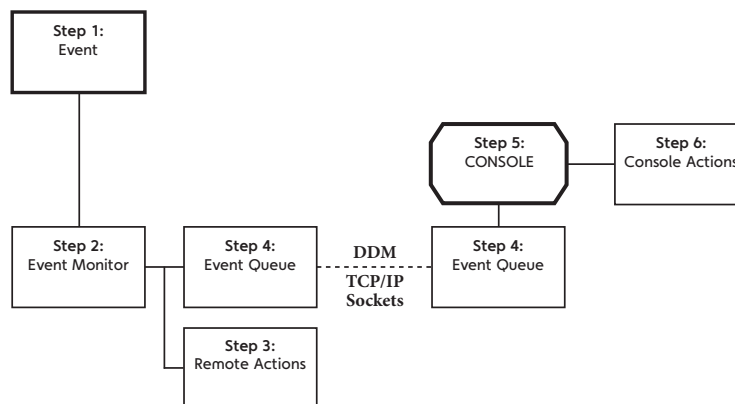 Step 1:
Event
Step 5:
CONSOLE
Step 6:
Console Actions
Step 2:
Event Monitor
Step 4:
Event Queue
DDM
TCP/IP
Sockets
Step 4:
Event Queue
Step 3:
Remote Actions